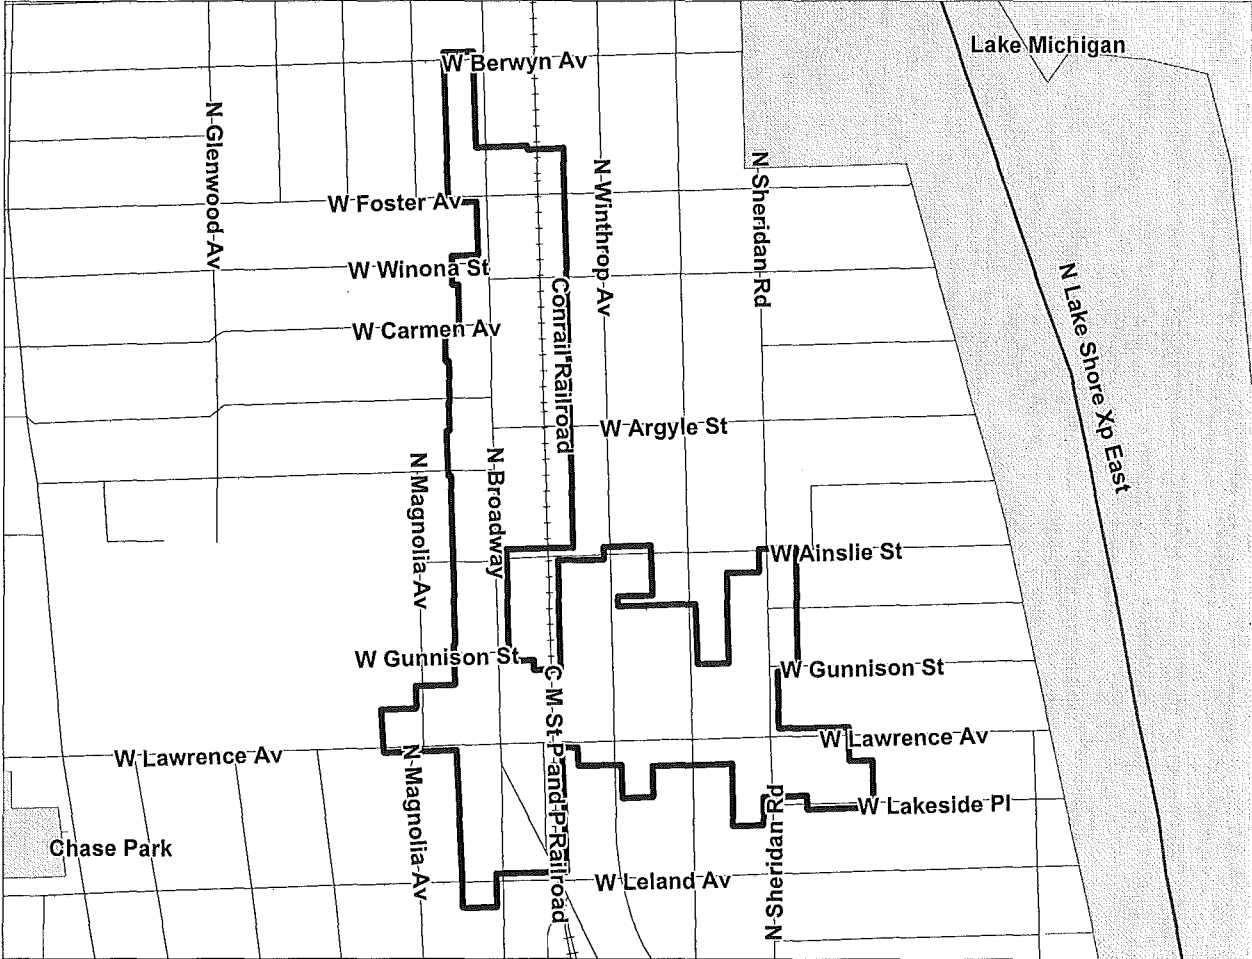 Lake Michigan
W Berwyn Av
N Glenwood Av
N Winthrop Av
N Sheridan Rd
W Foster Av
W Winona St
N Lake Shore Xp East
Conrail Railroad
W Carmen Av
W Argyle St
N Magnolia Av
N Broadway
W Ainslie St
W Gunnison St
W Gunnison St
C M St P and P Railroad
W Lawrence Av
W Lawrence Av
N Magnolia Av
W Lakeside Pl
N Sheridan Rd
Chase Park
W Leland Av